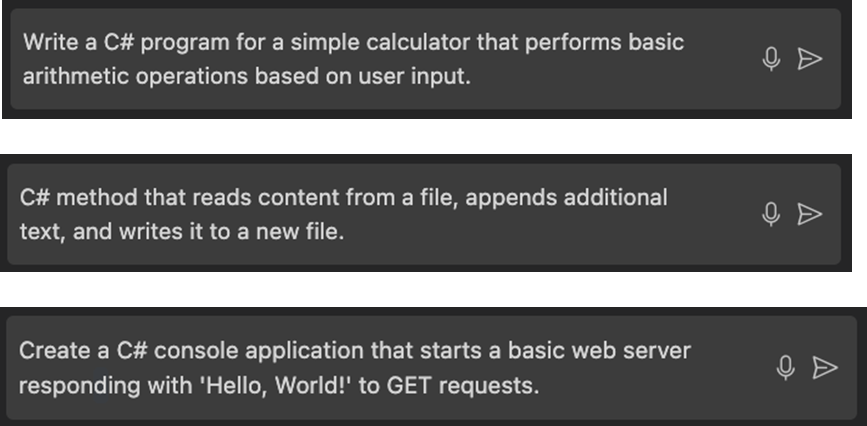 Write a C# program for a simple calculator that performs basic
arithmetic operations based on user input.
C# method that reads content from a file, appends additional
text, and writes it to a new file.
Create a C# console application that starts a basic web server
responding with 'Hello, World!' to GET requests.